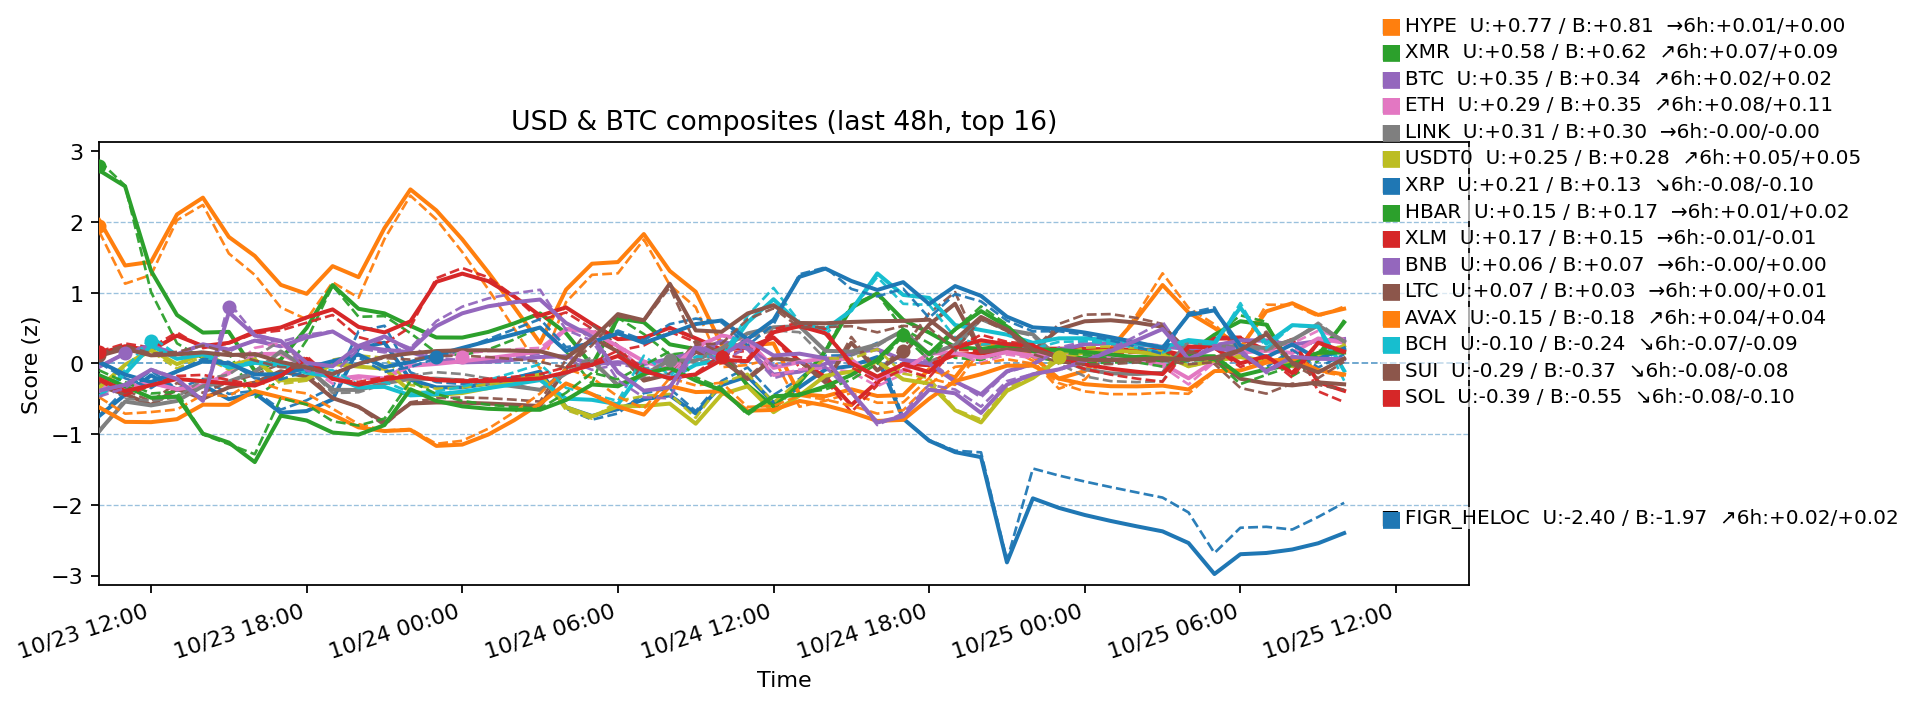 HYPE U:+0.77 / B:+0.81 →6h:+0.01/+0.00
XMR U:+0.58 / B:+0.62 ↗6h:+0.07/+0.09
BTC U:+0.35 / B:+0.34 ↗6h:+0.02/+0.02
ETH U:+0.29 / B:+0.35 ↗6h:+0.08/+0.11
USD & BTC composites (last 48h, top 16)
LINK U:+0.31 / B:+0.30 →6h:-0.00/-0.00
USDT0 U:+0.25 / B:+0.28 ↗6h:+0.05/+0.05
XRP U:+0.21 / B:+0.13 ↘6h:-0.08/-0.10
HBAR U:+0.15 / B:+0.17 →6h:+0.01/+0.02
XLM U:+0.17 / B:+0.15 →6h:-0.01/-0.01
BNB U:+0.06 / B:+0.07 →6h:-0.00/+0.00
LTC U:+0.07 / B:+0.03 →6h:+0.00/+0.01
AVAX U:-0.15 / B:-0.18 ↗6h:+0.04/+0.04
BCH U:-0.10 / B:-0.24 ↘6h:-0.07/-0.09
SUI U:-0.29 / B:-0.37 ↘6h:-0.08/-0.08
SOL U:-0.39 / B:-0.55 ↘6h:-0.08/-0.10
FIGR_HELOC U:-2.40 / B:-1.97 ↗6h:+0.02/+0.02
Score (z)
3
2
1
0
−1
−2
−3
10/23 12:00
10/23 18:00
10/24 00:00
10/24 06:00
10/24 12:00
10/24 18:00
10/25 00:00
10/25 06:00
10/25 12:00
Time